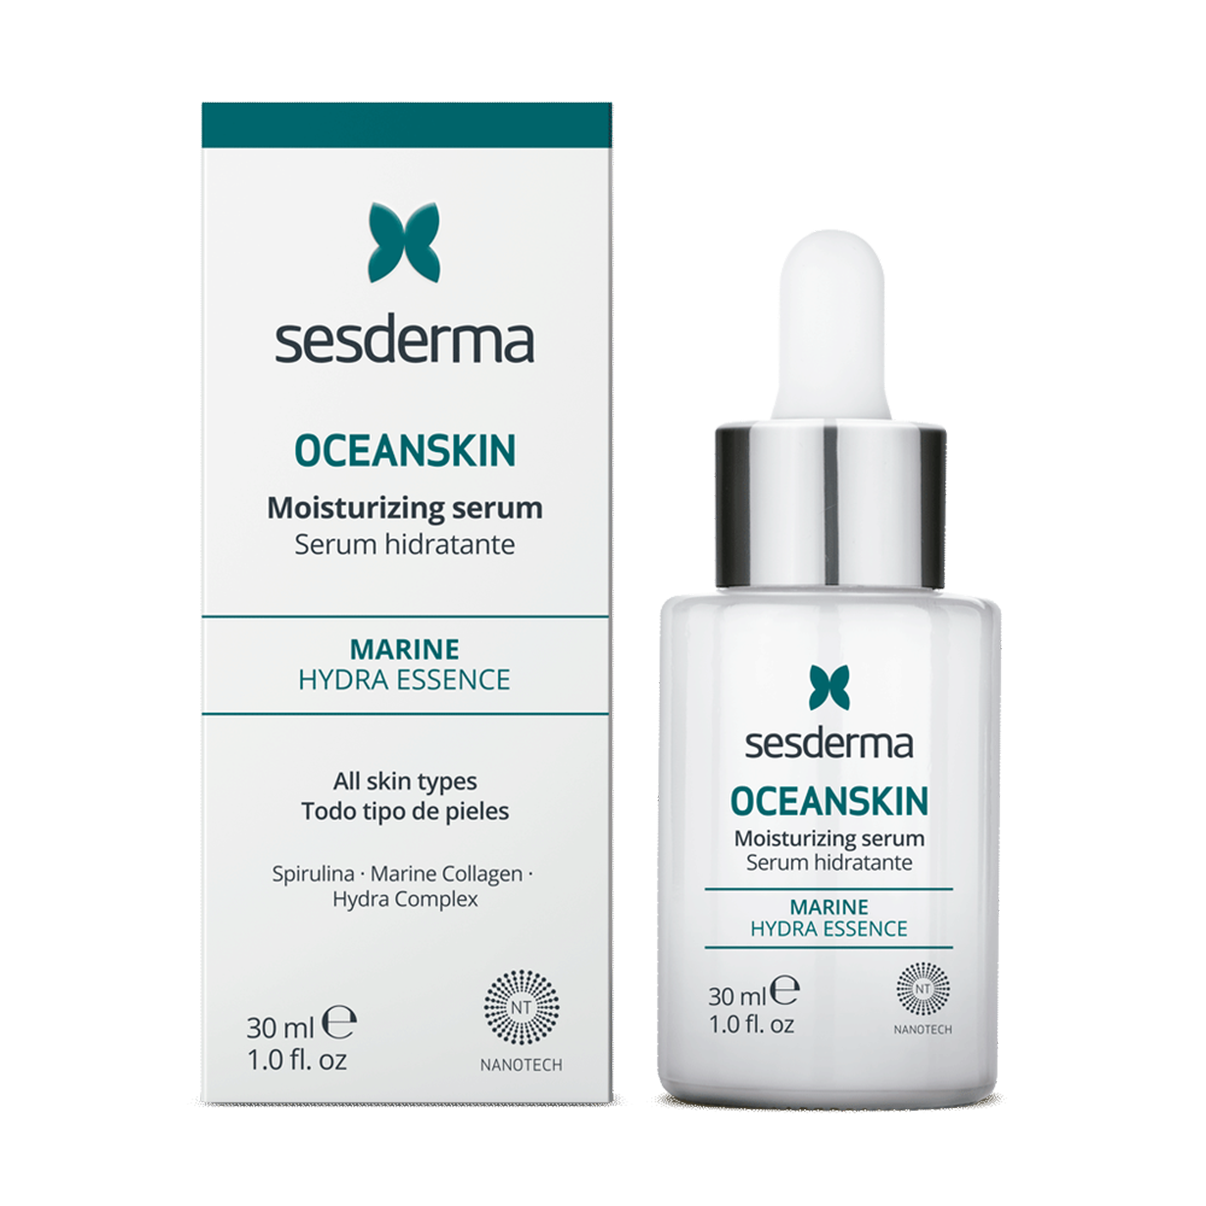 sesderma
OCEANSKIN
Moisturizing serum
Serum hidratante
MARINE
HYDRA ESSENCE
All skin types
Todo tipo de pieles
Spirulina · Marine Collagen ·
Hydra Complex
30 ml ℮
1.0 fl. oz
NT
NANOTECH
sesderma
OCEANSKIN
Moisturizing serum
Serum hidratante
MARINE
HYDRA ESSENCE
30 ml ℮
1.0 fl. oz
NT
NANOTECH